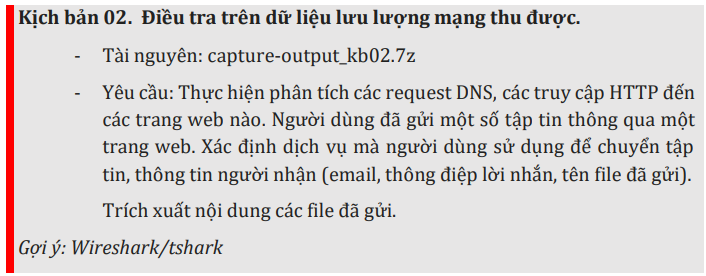 Kịch bản 02. Điều tra trên dữ liệu lưu lượng mạng thu được.
- Tài nguyên: capture-output_kb02.7z
- Yêu cầu: Thực hiện phân tích các request DNS, các truy cập HTTP đến
các trang web nào. Người dùng đã gửi một số tập tin thông qua một
trang web. Xác định dịch vụ mà người dùng sử dụng để chuyển tập
tin, thông tin người nhận (email, thông điệp lời nhắn, tên file đã gửi).
Trích xuất nội dung các file đã gửi.
Gợi ý: Wireshark/tshark